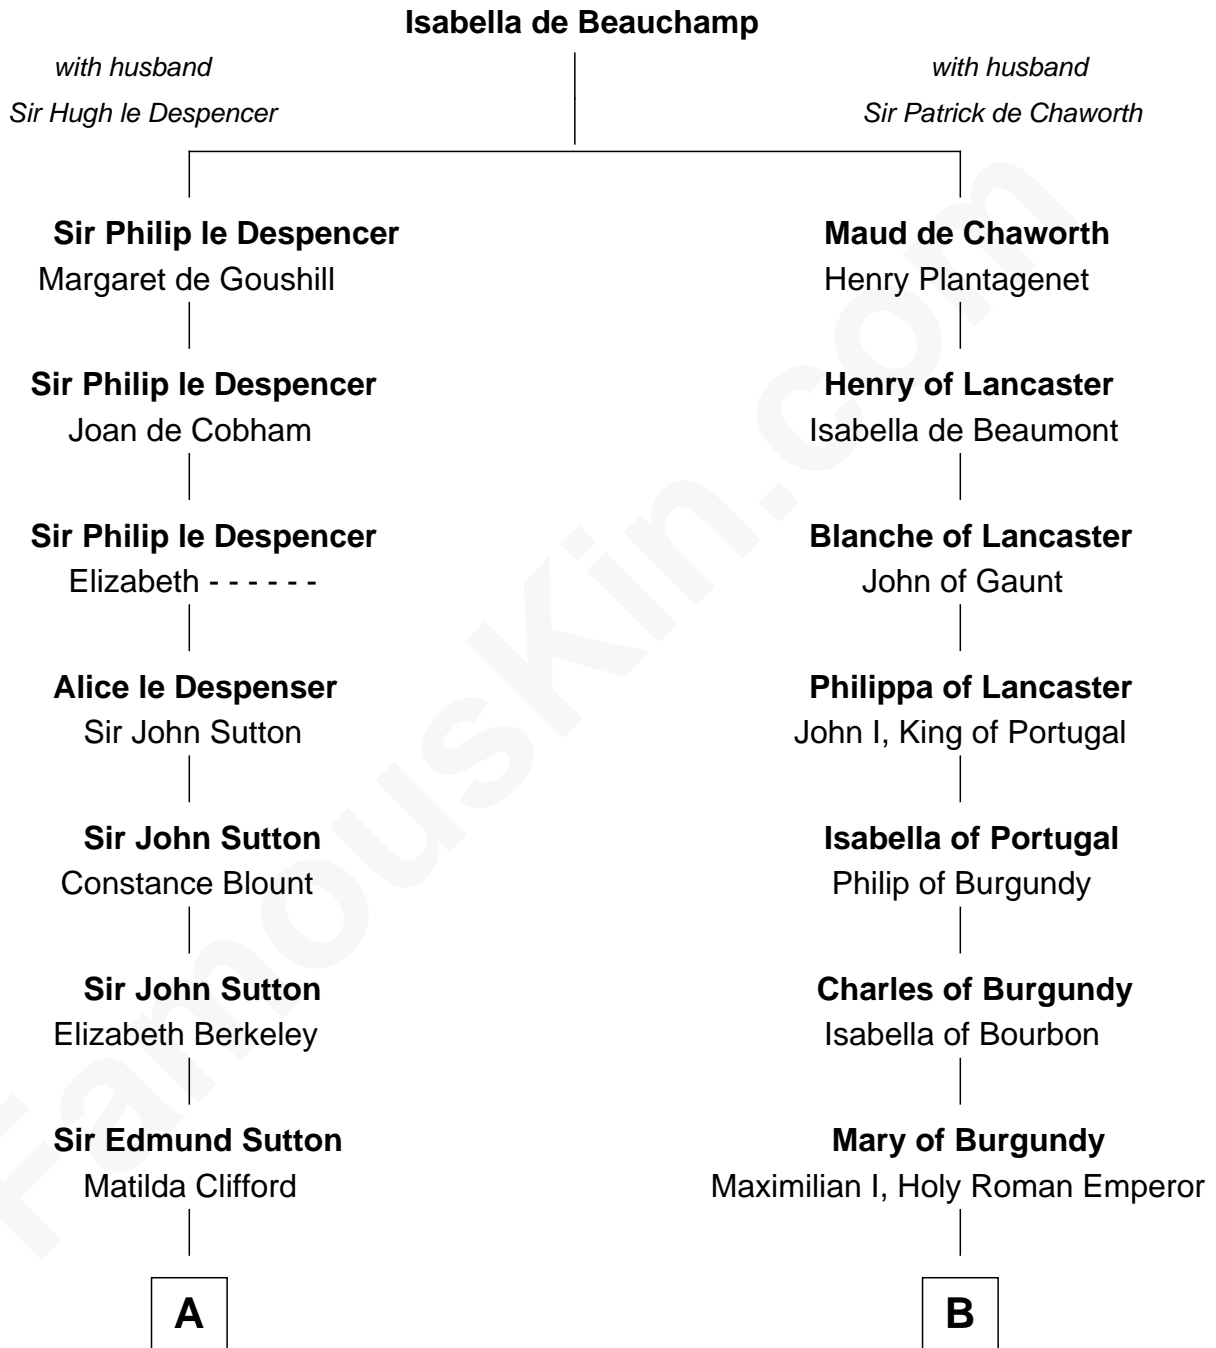 Isabella de Beauchamp
with husband
Sir Hugh le Despencer
with husband
Sir Patrick de Chaworth
Sir Philip le Despencer
Margaret de Goushill
Maud de Chaworth
Henry Plantagenet
Sir Philip le Despencer
Joan de Cobham
Henry of Lancaster
Isabella de Beaumont
Sir Philip le Despencer
Elizabeth - - - - - -
Blanche of Lancaster
John of Gaunt
Alice le Despenser
Sir John Sutton
Philippa of Lancaster
John I, King of Portugal
Sir John Sutton
Constance Blount
Isabella of Portugal
Philip of Burgundy
Sir John Sutton
Elizabeth Berkeley
Charles of Burgundy
Isabella of Bourbon
Sir Edmund Sutton
Matilda Clifford
Mary of Burgundy
Maximilian I, Holy Roman Emperor
A
B
FamousKin.com